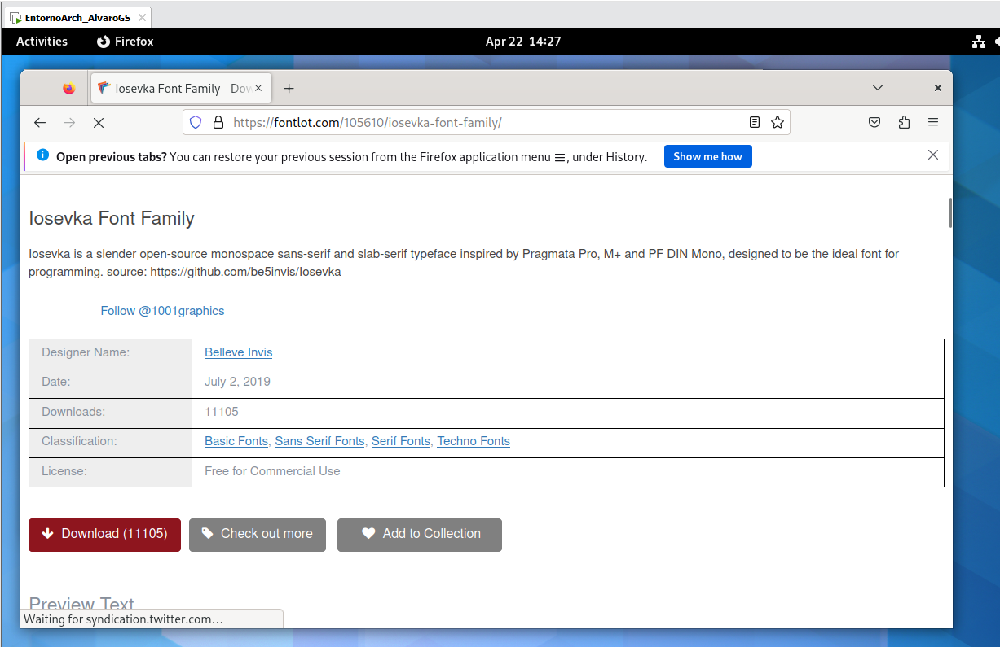 EntornoArch_AlvaroGS
Activities Firefox Apr 22 14:27
Iosevka Font Family - Dow
https://fontlot.com/105610/iosevka-font-family/
Open previous tabs? You can restore your previous session from the Firefox application menu ☰, under History. Show me how
Iosevka Font Family
Iosevka is a slender open-source monospace sans-serif and slab-serif typeface inspired by Pragmata Pro, M+ and PF DIN Mono, designed to be the ideal font for
programming. source: https://github.com/be5invis/Iosevka
Follow @1001graphics
Designer Name: Belleve Invis
Date: July 2, 2019
Downloads: 11105
Classification: Basic Fonts, Sans Serif Fonts, Serif Fonts, Techno Fonts
License: Free for Commercial Use
Download (11105) Check out more Add to Collection
Preview Text
Waiting for syndication.twitter.com…